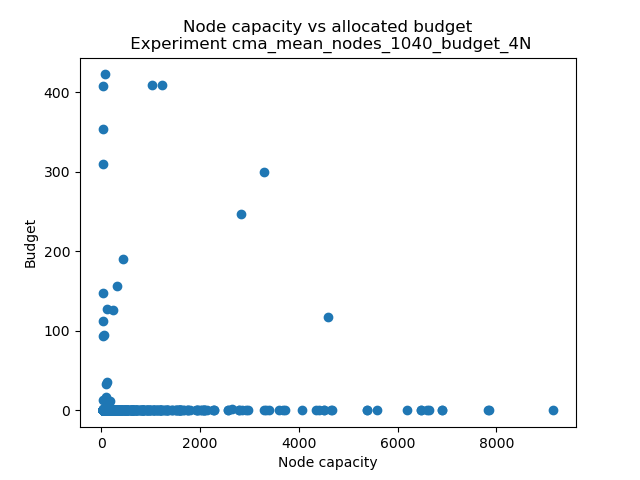 Node capacity vs allocated budget
Experiment cma_mean_nodes_1040_budget_4N
Budget
400
300
200
100
0
0 2000 4000 6000 8000
Node capacity